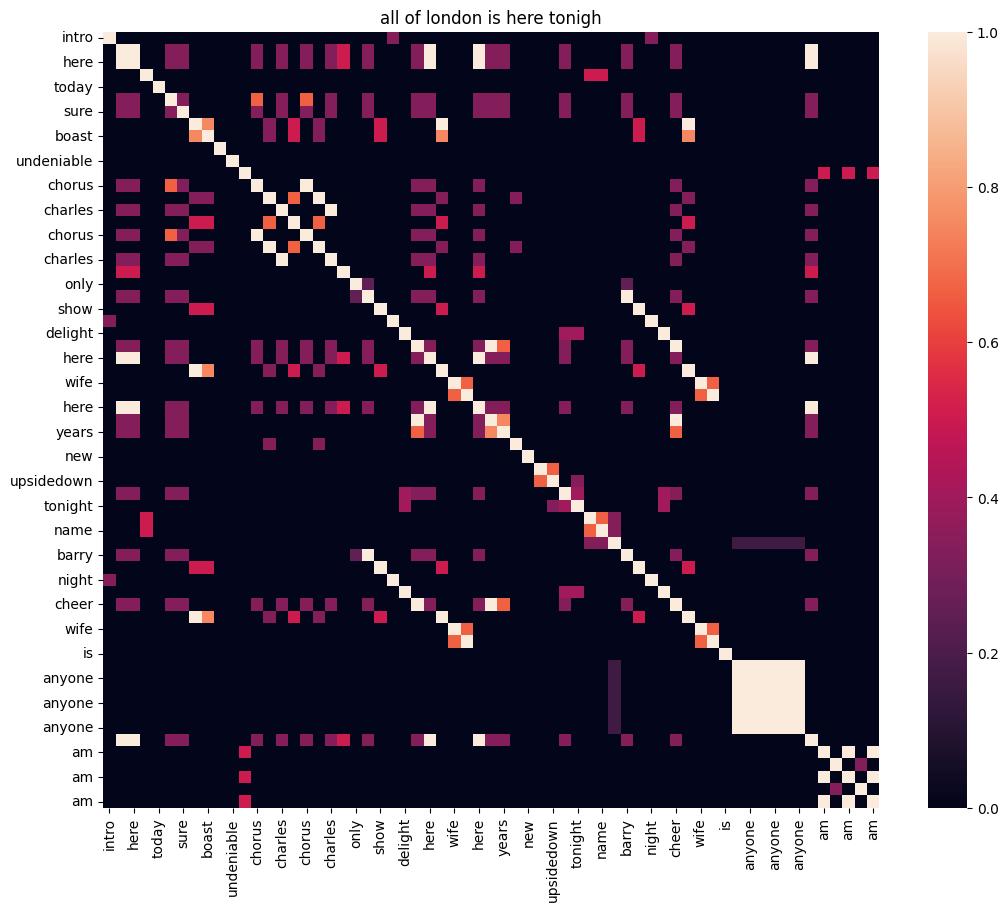 all of london is here tonigh
intro
here
today
sure
boast
undeniable
chorus
charles
chorus
charles
only
show
delight
here
wife
here
years
new
upsidedown
tonight
name
barry
night
cheer
wife
is
anyone
anyone
anyone
am
am
am
1.0
0.8
0.6
0.4
0.2
0.0
intro
here
today
sure
boast
undeniable
chorus
charles
chorus
charles
only
show
delight
here
wife
here
years
new
upsidedown
tonight
name
barry
night
cheer
wife
is
anyone
anyone
anyone
am
am
am